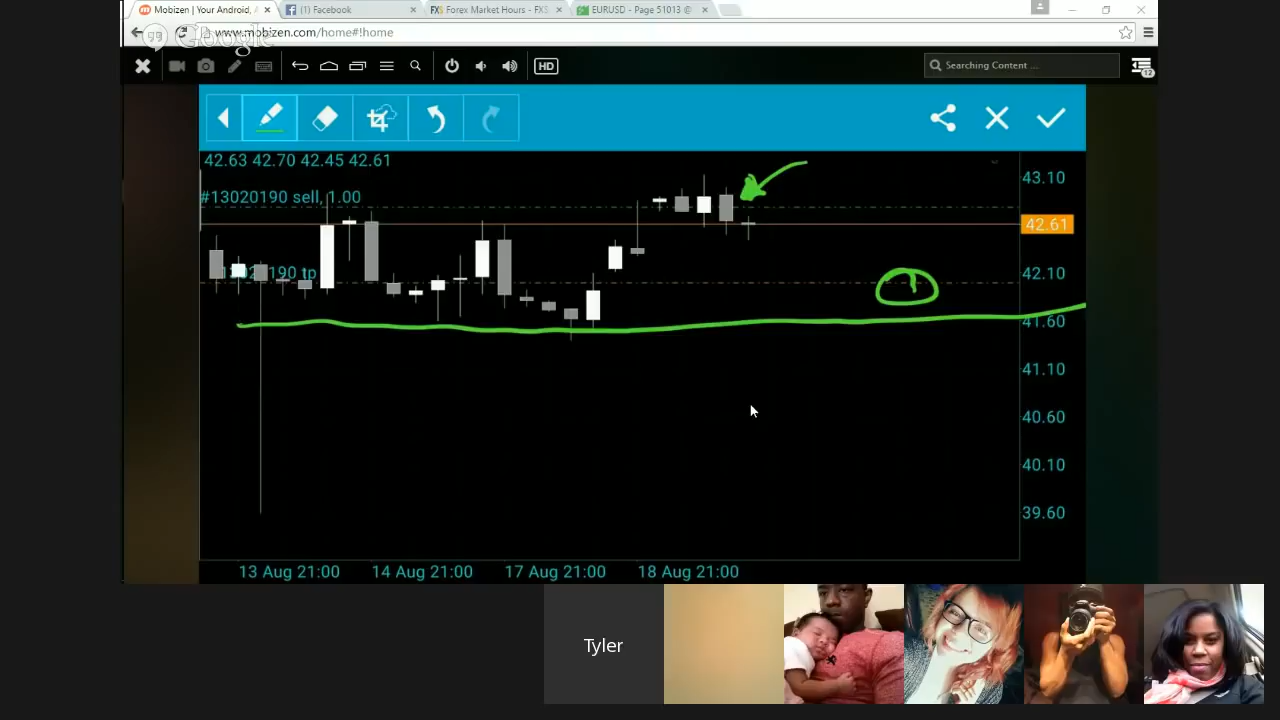 Mobizen | Your Android, A
(1) Facebook
Forex Market Hours - FXS
EURUSD - Page 51013 @
Google
www.mobizen.com/home#!home
HD
Searching Content ...
12
42.63 42.70 42.45 42.61
#13020190 sell, 1.00
190 tp
43.10
42.61
42.10
41.60
41.10
40.60
40.10
39.60
13 Aug 21:00
14 Aug 21:00
17 Aug 21:00
18 Aug 21:00
Tyler